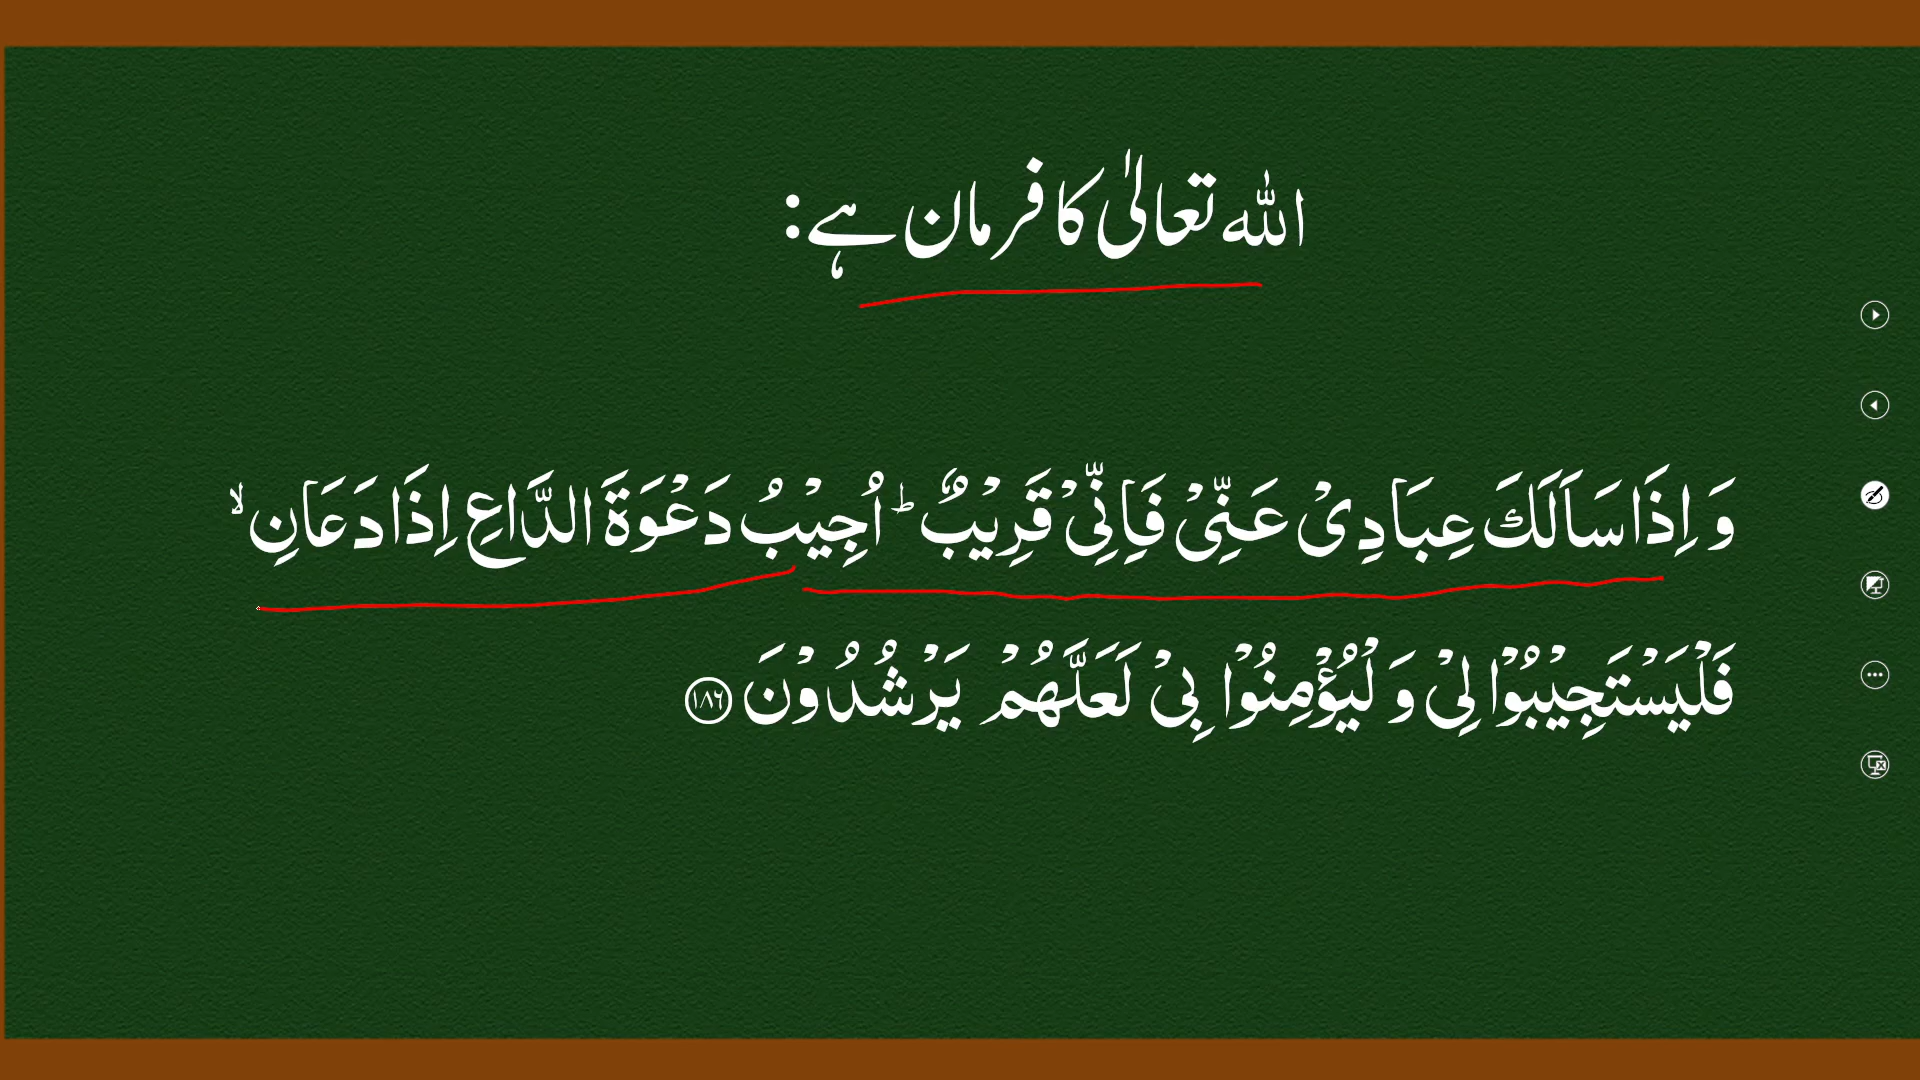 اللہ تعالیٰ کا فرمان ہے:
وَ اِذَا سَاَلَكَ عِبَادِیْ عَنِّیْ فَاِنِّیْ قَرِیْبٌؕ اُجِیْبُ دَعْوَةَ الدَّاعِ اِذَا دَعَانِۙ
فَلْیَسْتَجِیْبُوْا لِیْ وَ لْیُؤْمِنُوْا بِیْ لَعَلَّهُمْ یَرْشُدُوْنَ ﴿۱۸۶﴾